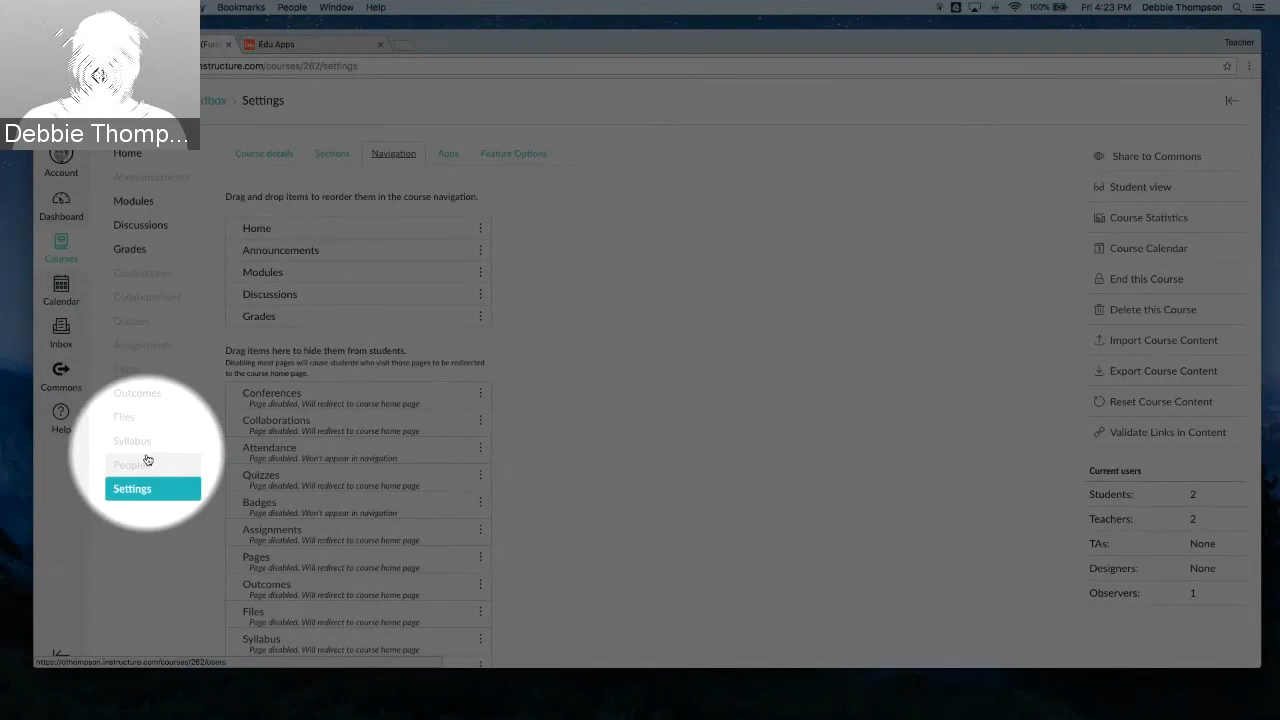 Bookmarks People Window Help
100% Fri 4:23 PM Debbie Thompson
Edu Apps
Teacher
instructure.com/courses/262/settings
dbox › Settings
Debbie Thomp...
Account
Dashboard
Courses
Calendar
Inbox
Commons
Help
Home
Announcements
Modules
Discussions
Grades
Conferences
Collaborations
Quizzes
Assignments
Pages
Outcomes
Files
Syllabus
People
Settings
Course details Sections Navigation Apps Feature Options
Drag and drop items to reorder them in the course navigation.
Home
Announcements
Modules
Discussions
Grades
Drag items here to hide them from students.
Disabling most pages will cause students who visit those pages to be redirected
to the course home page.
Conferences
Page disabled. Will redirect to course home page
Collaborations
Page disabled. Will redirect to course home page
Attendance
Page disabled. Won't appear in navigation
Quizzes
Page disabled. Will redirect to course home page
Badges
Page disabled. Won't appear in navigation
Assignments
Page disabled. Will redirect to course home page
Pages
Page disabled. Will redirect to course home page
Outcomes
Page disabled. Will redirect to course home page
Files
Page disabled. Will redirect to course home page
Syllabus
Page disabled. Will redirect to course home page
Share to Commons
Student view
Course Statistics
Course Calendar
End this Course
Delete this Course
Import Course Content
Export Course Content
Reset Course Content
Validate Links in Content
Current users
Students: 2
Teachers: 2
TAs: None
Designers: None
Observers: 1
https://dthompson.instructure.com/courses/262/users